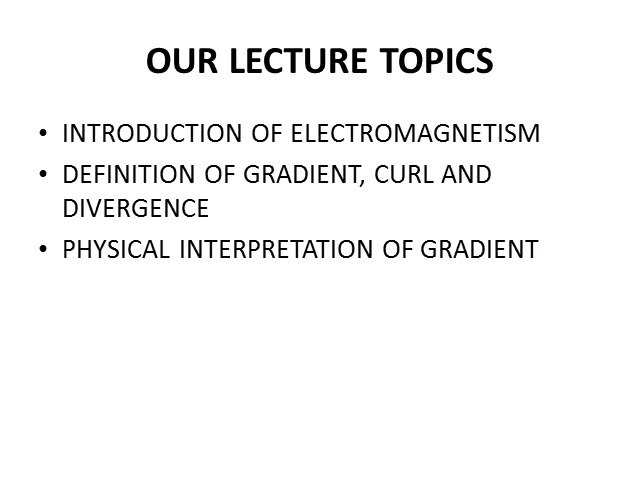 OUR LECTURE TOPICS
• INTRODUCTION OF ELECTROMAGNETISM
• DEFINITION OF GRADIENT, CURL AND
DIVERGENCE
• PHYSICAL INTERPRETATION OF GRADIENT